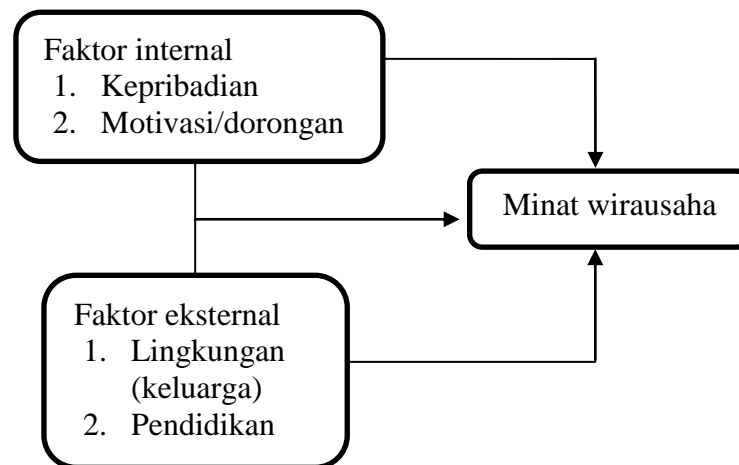 Faktor internal
1. Kepribadian
2. Motivasi/dorongan
Minat wirausaha
Faktor eksternal
1. Lingkungan
(keluarga)
2. Pendidikan